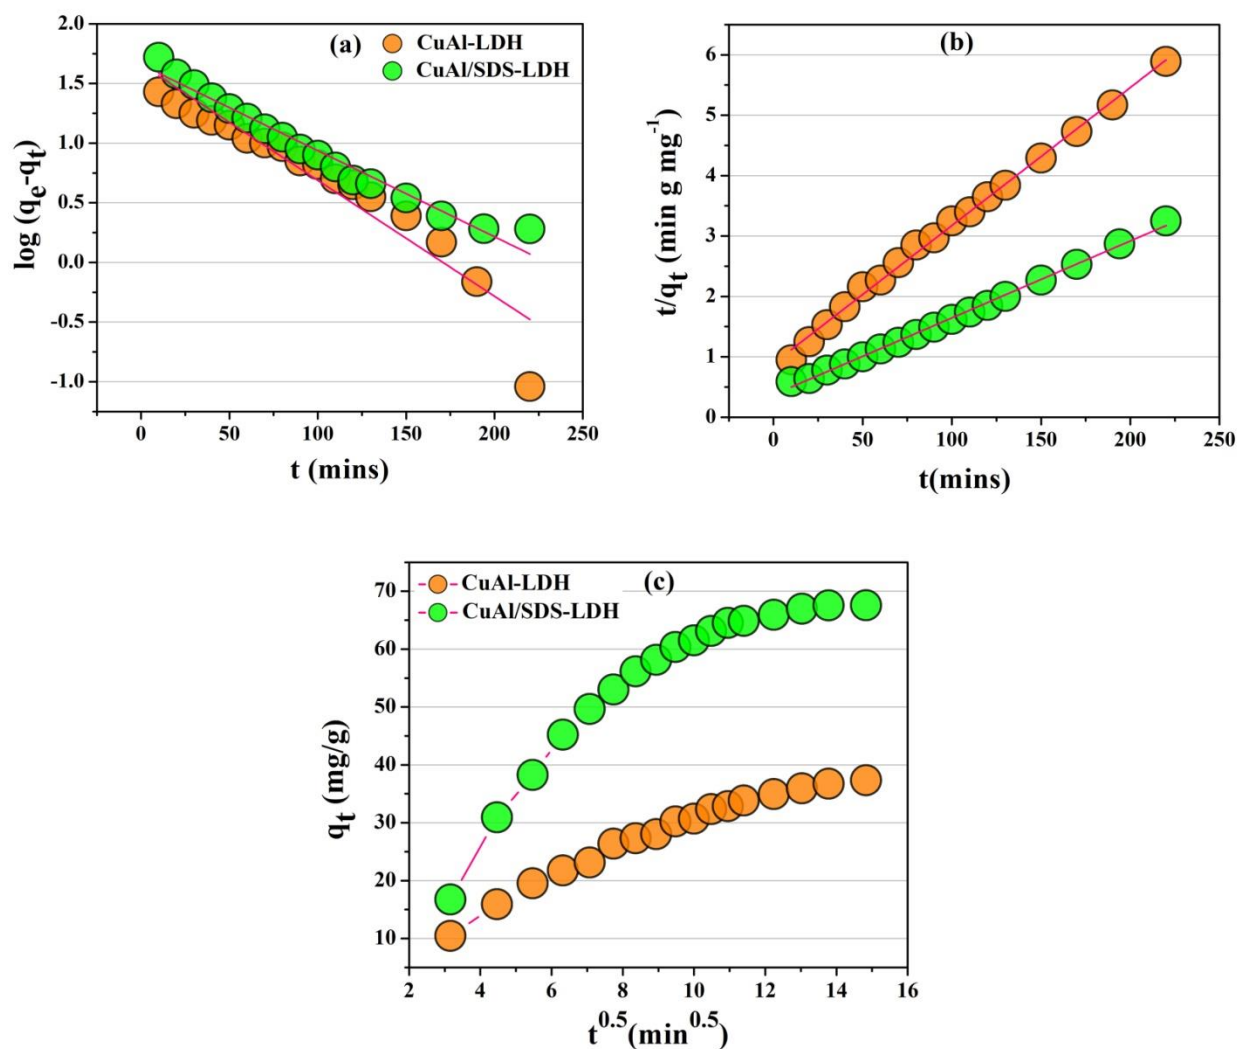 (a)
CuAl-LDH
CuAl/SDS-LDH
2.0
1.5
1.0
0.5
0.0
-0.5
-1.0
log (qe-qt)
0 50 100 150 200 250
t (mins)
(b)
6
5
4
3
2
1
0
t/qt (min g mg-1)
0 50 100 150 200 250
t(mins)
(c)
CuAl-LDH
CuAl/SDS-LDH
70
60
50
40
30
20
10
qt (mg/g)
2 4 6 8 10 12 14 16
t0.5(min0.5)